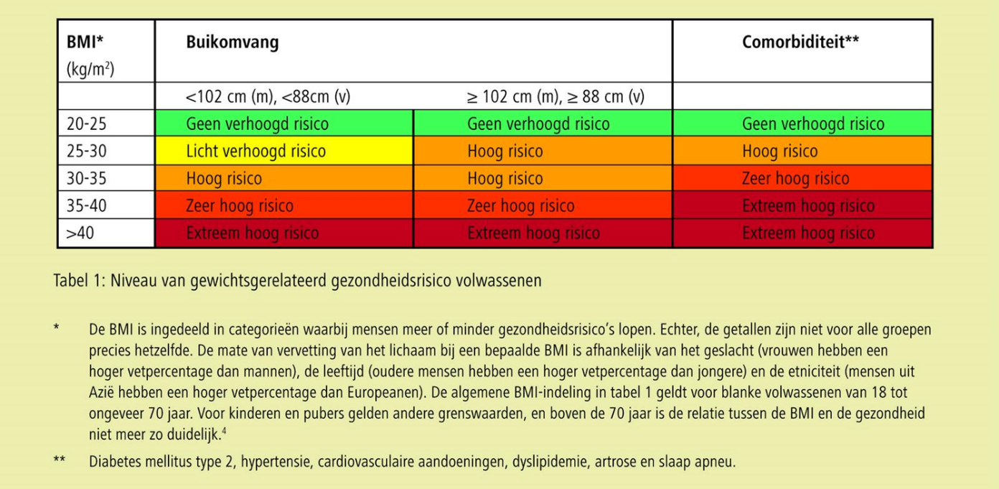 BMI* Buikomvang Comorbiditeit**
(kg/m²)
<102 cm (m), <88cm (v) ≥ 102 cm (m), ≥ 88 cm (v)
20-25 Geen verhoogd risico Geen verhoogd risico Geen verhoogd risico
25-30 Licht verhoogd risico Hoog risico Hoog risico
30-35 Hoog risico Hoog risico Zeer hoog risico
35-40 Zeer hoog risico Zeer hoog risico Extreem hoog risico
>40 Extreem hoog risico Extreem hoog risico Extreem hoog risico
Tabel 1: Niveau van gewichtsgerelateerd gezondheidsrisico volwassenen
* De BMI is ingedeeld in categorieën waarbij mensen meer of minder gezondheidsrisico’s lopen. Echter, de getallen zijn niet voor alle groepen
precies hetzelfde. De mate van vervetting van het lichaam bij een bepaalde BMI is afhankelijk van het geslacht (vrouwen hebben een
hoger vetpercentage dan mannen), de leeftijd (oudere mensen hebben een hoger vetpercentage dan jongere) en de etniciteit (mensen uit
Azië hebben een hoger vetpercentage dan Europeanen). De algemene BMI-indeling in tabel 1 geldt voor blanke volwassenen van 18 tot
ongeveer 70 jaar. Voor kinderen en pubers gelden andere grenswaarden, en boven de 70 jaar is de relatie tussen de BMI en de gezondheid
niet meer zo duidelijk.⁴
** Diabetes mellitus type 2, hypertensie, cardiovasculaire aandoeningen, dyslipidemie, artrose en slaap apneu.